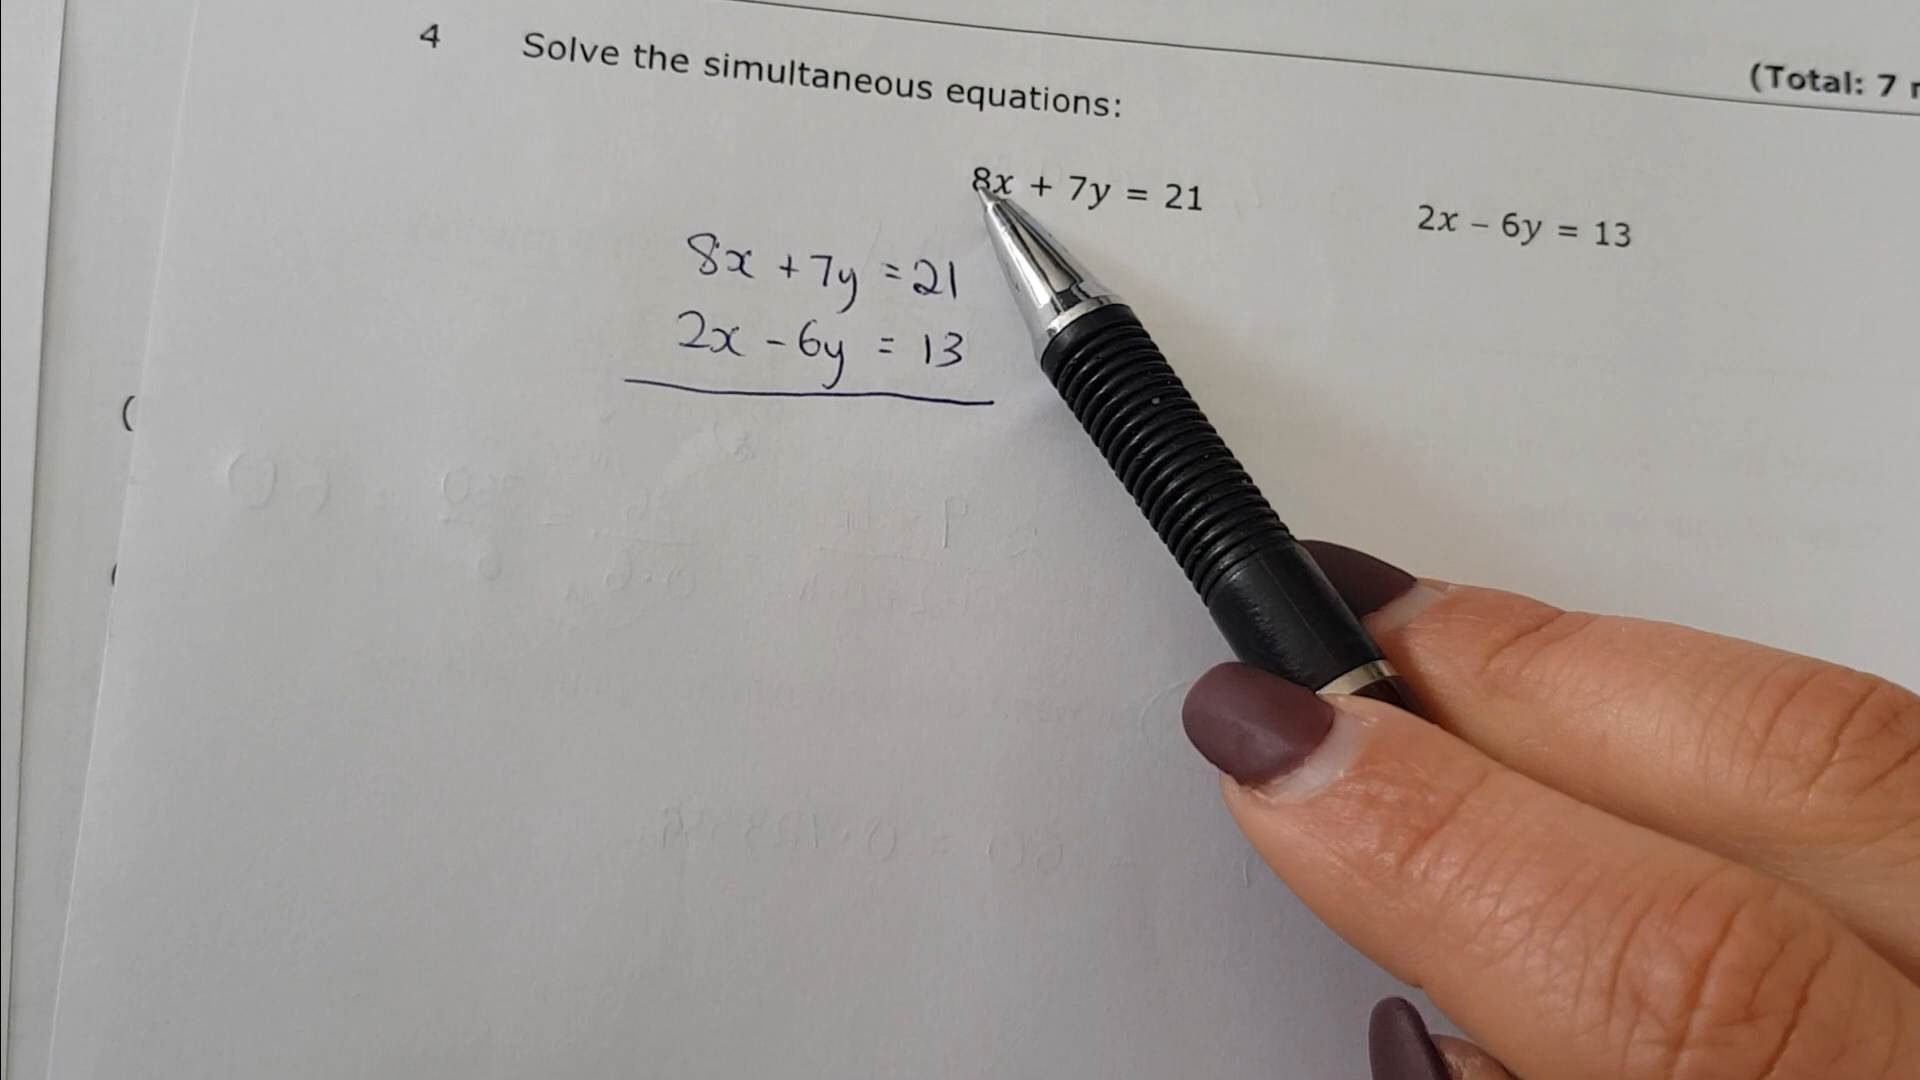 (Total: 7
4 Solve the simultaneous equations:
8x + 7y = 21 2x – 6y = 13
8x + 7y = 21
2x - 6y = 13
(